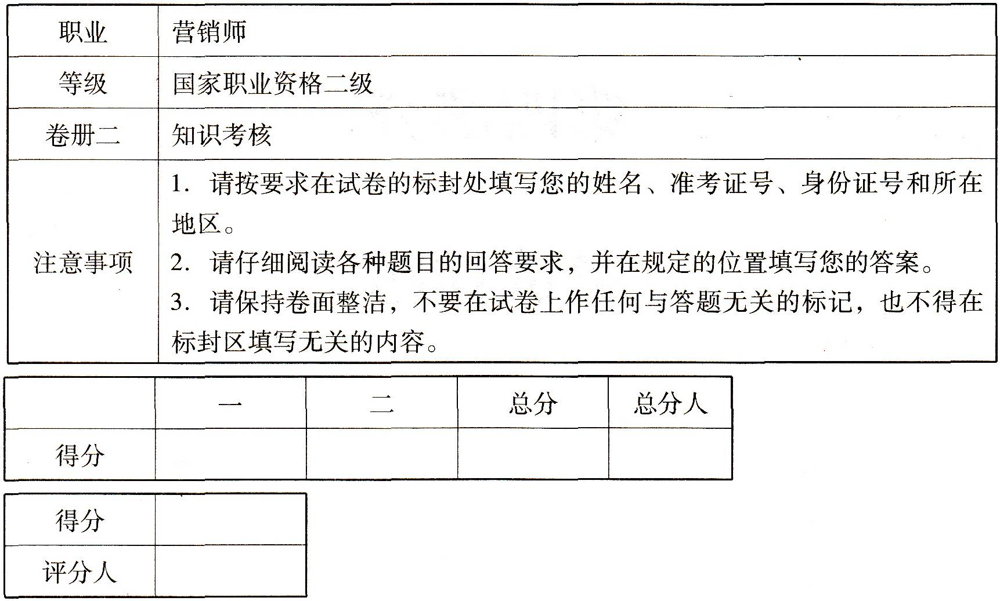 职业 营销师
等级 国家职业资格二级
卷册二 知识考核
注意事项
1. 请按要求在试卷的标封处填写您的姓名、准考证号、身份证号和所在
地区。
2. 请仔细阅读各种题目的回答要求，并在规定的位置填写您的答案。
3. 请保持卷面整洁，不要在试卷上作任何与答题无关的标记，也不得在
标封区填写无关的内容。
一 二 总分 总分人
得分
得分
评分人